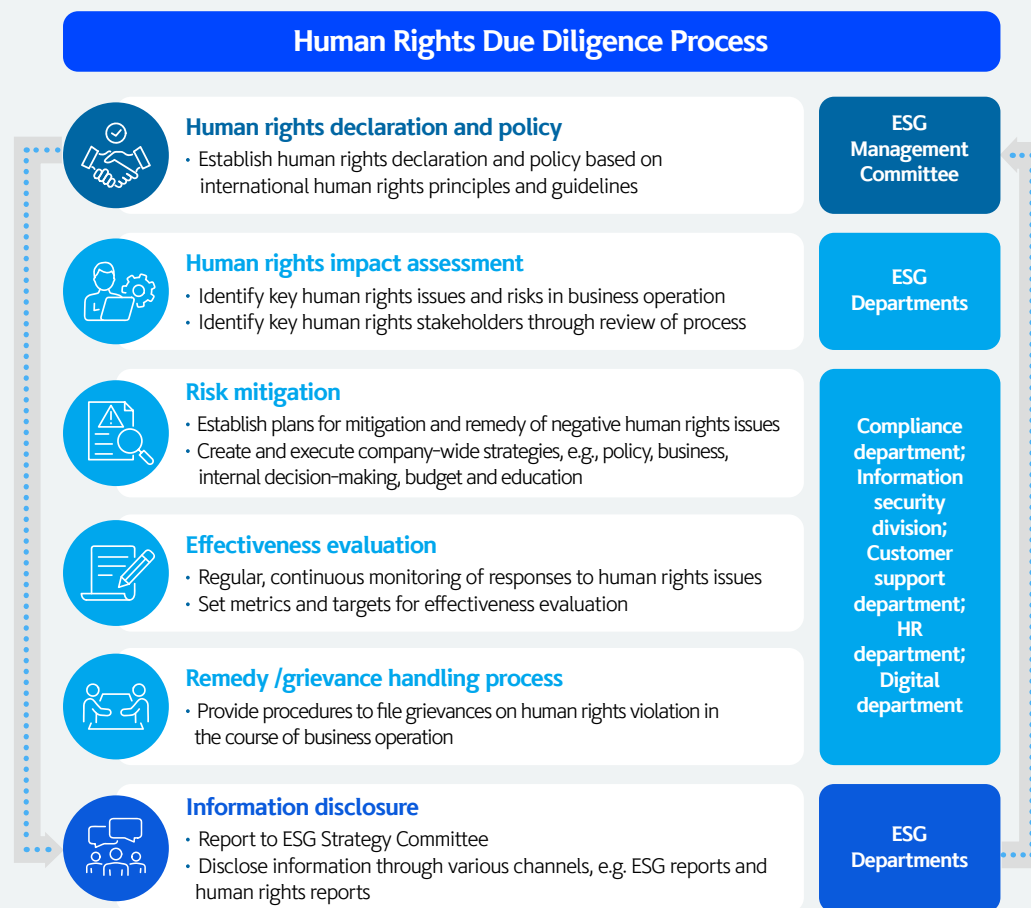 Human Rights Due Diligence Process
Human rights declaration and policy
• Establish human rights declaration and policy based on
international human rights principles and guidelines
ESG
Management
Committee
Human rights impact assessment
• Identify key human rights issues and risks in business operation
• Identify key human rights stakeholders through review of process
ESG
Departments
Risk mitigation
• Establish plans for mitigation and remedy of negative human rights issues
• Create and execute company-wide strategies, e.g., policy, business,
internal decision-making, budget and education
Effectiveness evaluation
• Regular, continuous monitoring of responses to human rights issues
• Set metrics and targets for effectiveness evaluation
Remedy /grievance handling process
• Provide procedures to file grievances on human rights violation in
the course of business operation
Compliance
department;
Information
security
division;
Customer
support
department;
HR
department;
Digital
department
Information disclosure
• Report to ESG Strategy Committee
• Disclose information through various channels, e.g. ESG reports and
human rights reports
ESG
Departments